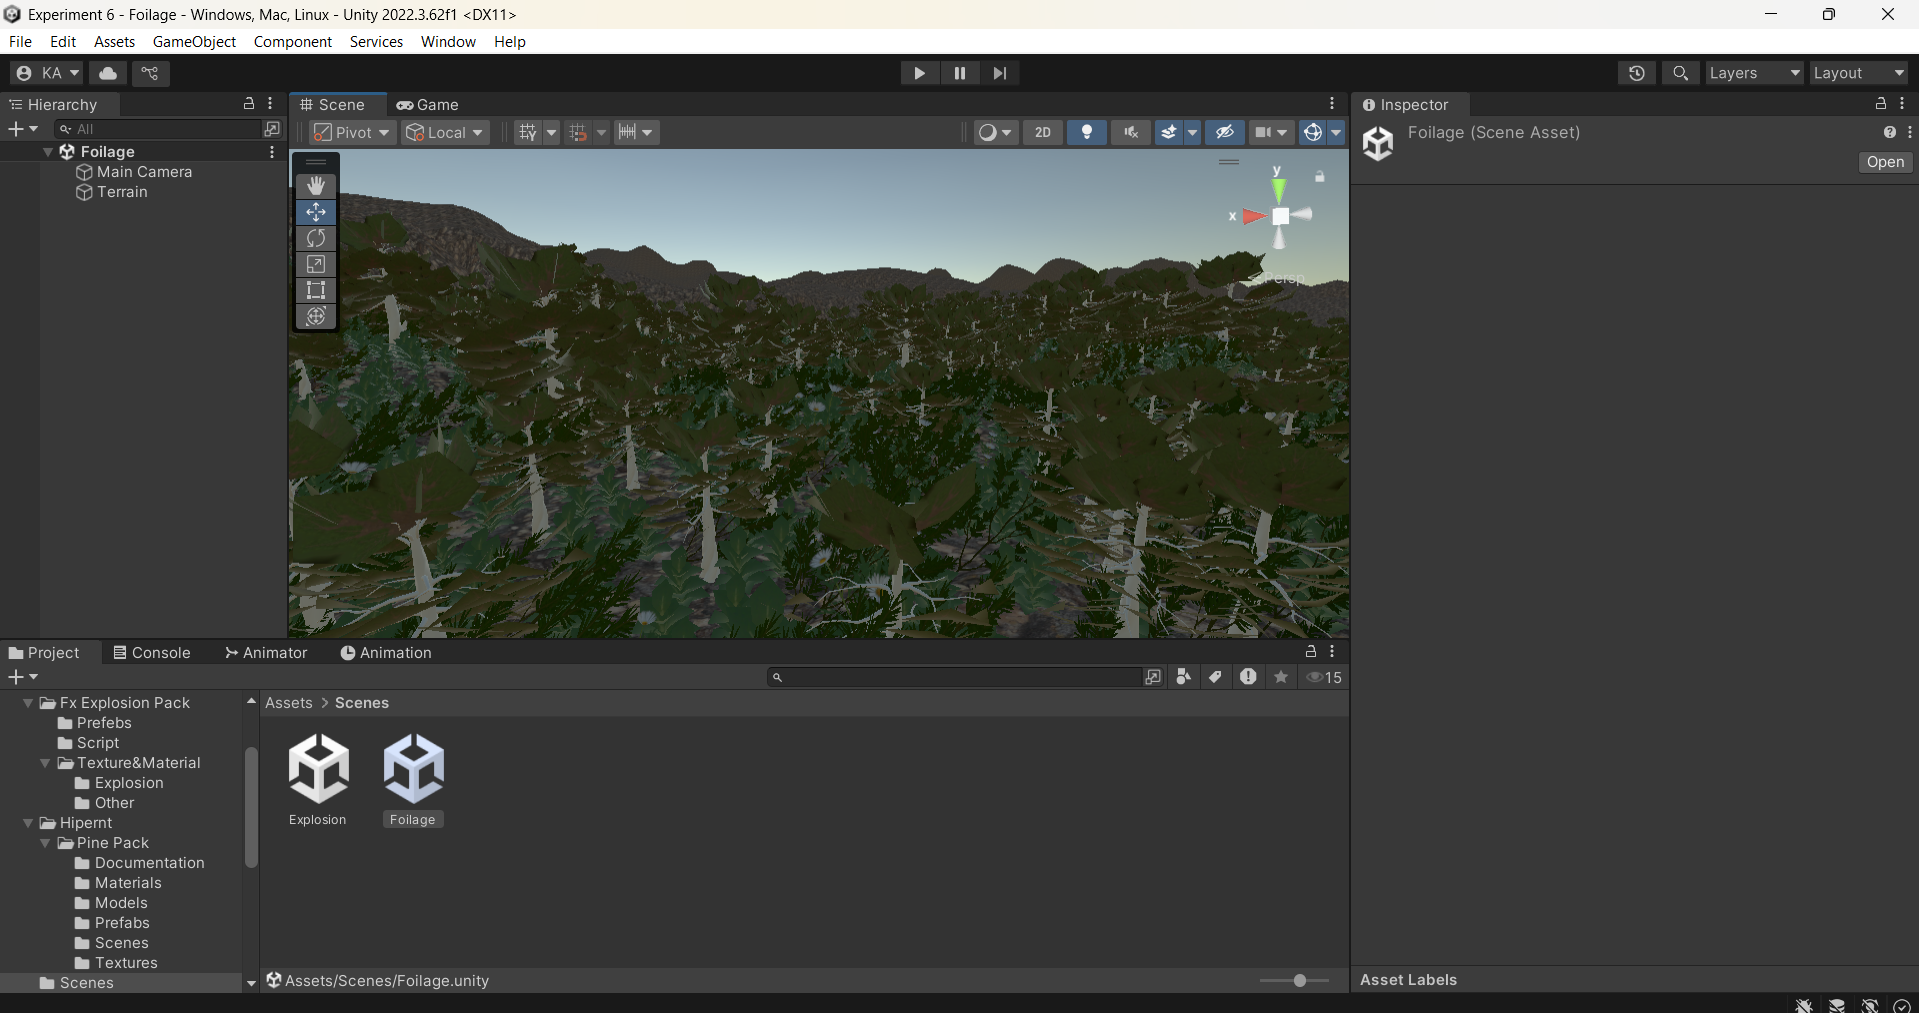 Experiment 6 - Foilage - Windows, Mac, Linux - Unity 2022.3.62f1 <DX11>
File Edit Assets GameObject Component Services Window Help
KA Layers Layout
Hierarchy
All
Foilage
Main Camera
Terrain
Scene Game
Pivot Local 2D
y
x
Persp
Inspector
Foilage (Scene Asset)
Open
Project Console Animator Animation
15
Fx Explosion Pack
Prefebs
Script
Texture&Material
Explosion
Other
Hipernt
Pine Pack
Documentation
Materials
Models
Prefabs
Scenes
Textures
Scenes
Assets > Scenes
Explosion Foilage
Assets/Scenes/Foilage.unity
Asset Labels